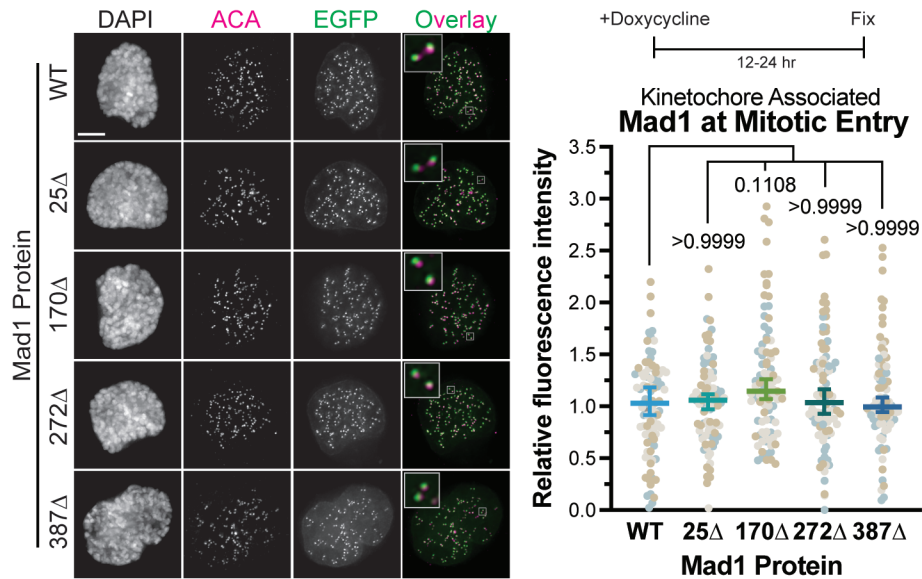 DAPI ACA EGFP Overlay
Mad1 Protein
WT
25Δ
170Δ
272Δ
387Δ
+Doxycycline Fix
12-24 hr
Kinetochore Associated
Mad1 at Mitotic Entry
Relative fluorescence intensity
3.5
3.0
2.5
2.0
1.5
1.0
0.5
0.0
0.1108
>0.9999
>0.9999
>0.9999
WT 25Δ 170Δ 272Δ 387Δ
Mad1 Protein